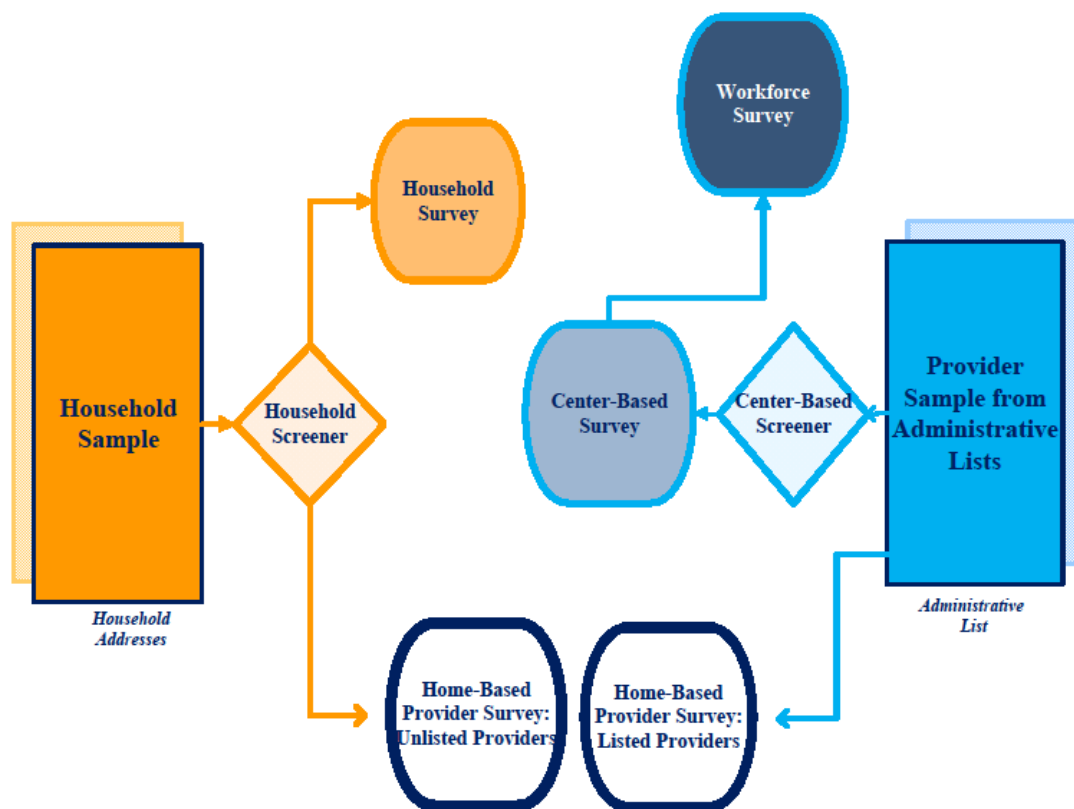 Workforce
Survey
Household
Survey
Household
Sample
Household
Screener
Center-Based
Survey
Center-Based
Screener
Provider
Sample from
Administrative
Lists
Household
Addresses
Administrative
List
Home-Based
Provider Survey:
Unlisted Providers
Home-Based
Provider Survey:
Listed Providers